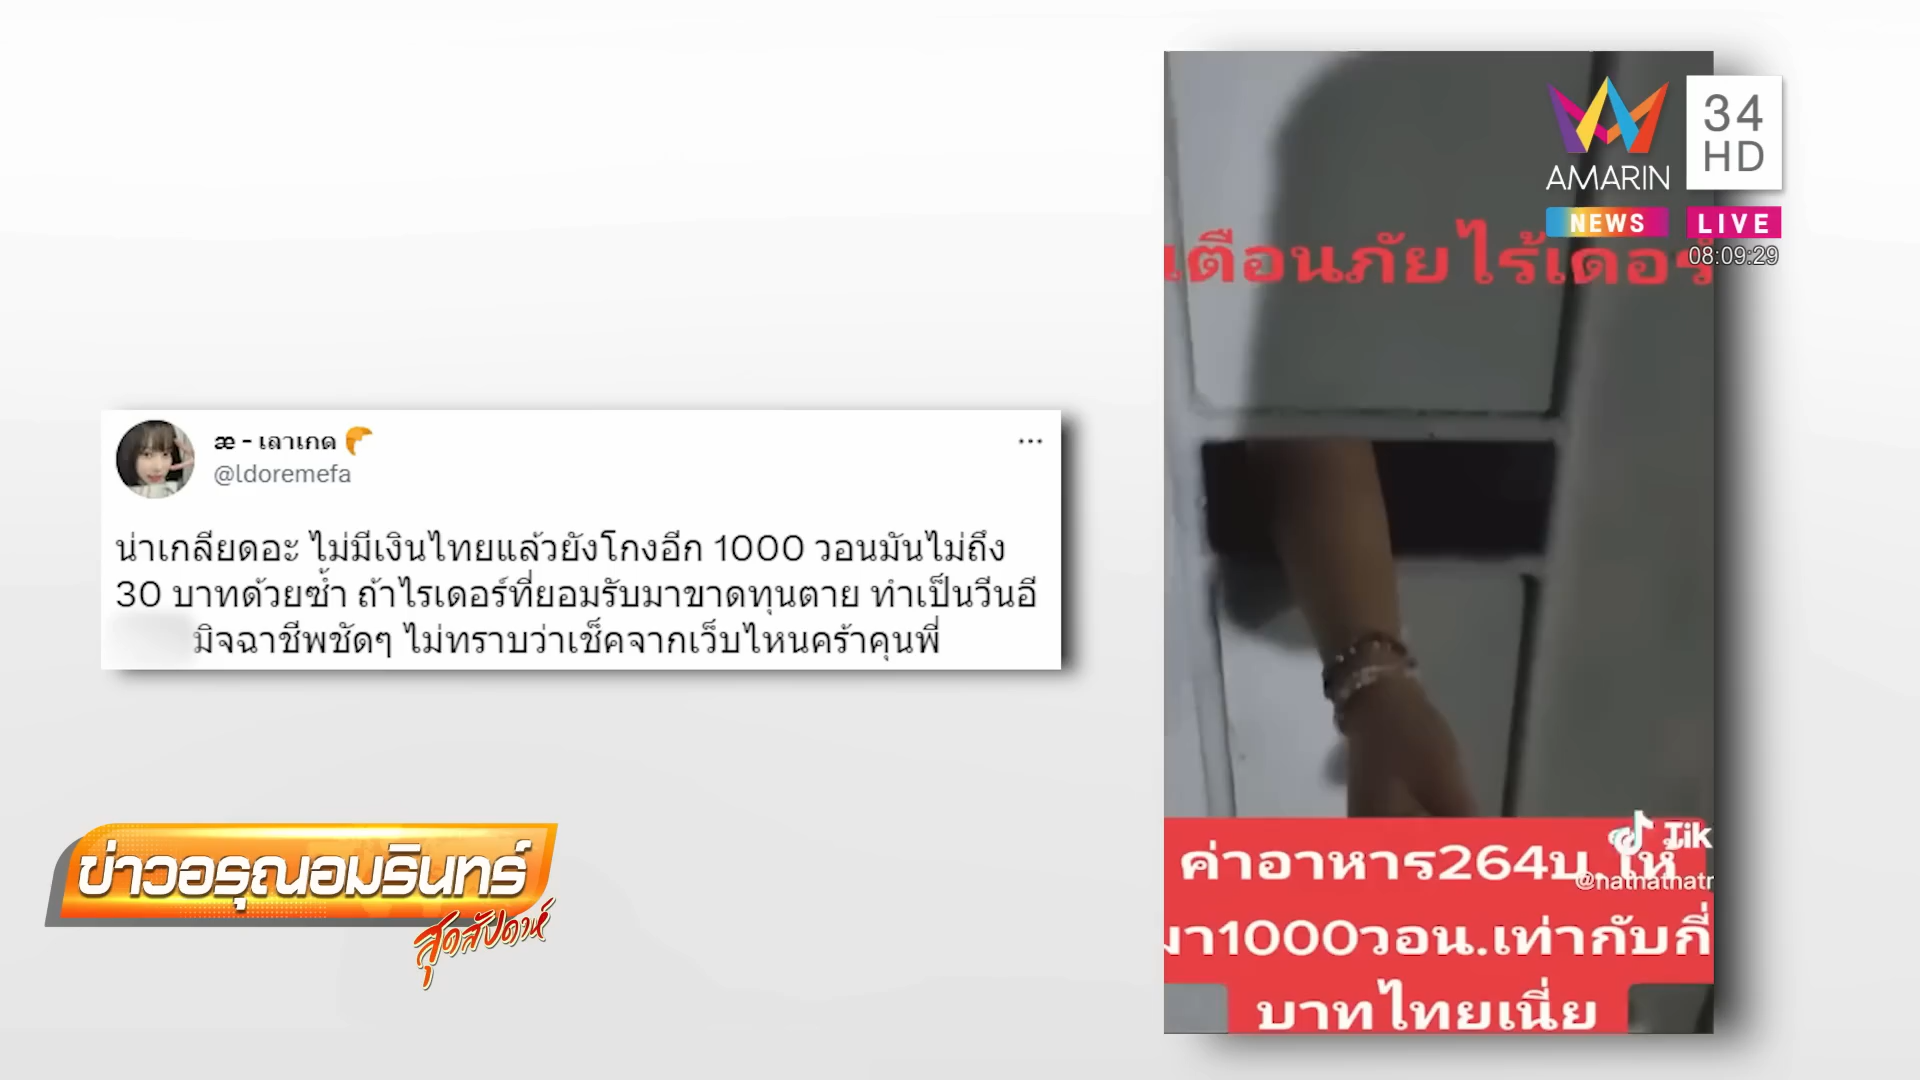 AMARIN
34
HD
NEWS
LIVE
08:09:29
เตือนภัยไร้เดอร์
æ - เลาเกด
@ldoremefa
น่าเกลียดอะ ไม่มีเงินไทยแล้วยังโกงอีก 1000 วอนมันไม่ถึง
30 บาทด้วยซ้ำ ถ้าไรเดอร์ที่ยอมรับมาขาดทุนตาย ทำเป็นวีนอี
มิจฉาชีพชัดๆ ไม่ทราบว่าเช็คจากเว็บไหนคร้าคุนพี่
Tik
@nathathatr
ค่าอาหาร264บ.ให้
มา1000วอน.เท่ากับกี่
บาทไทยเนี่ย
ข่าวอรุณอมรินทร์
สุดสัปดาห์